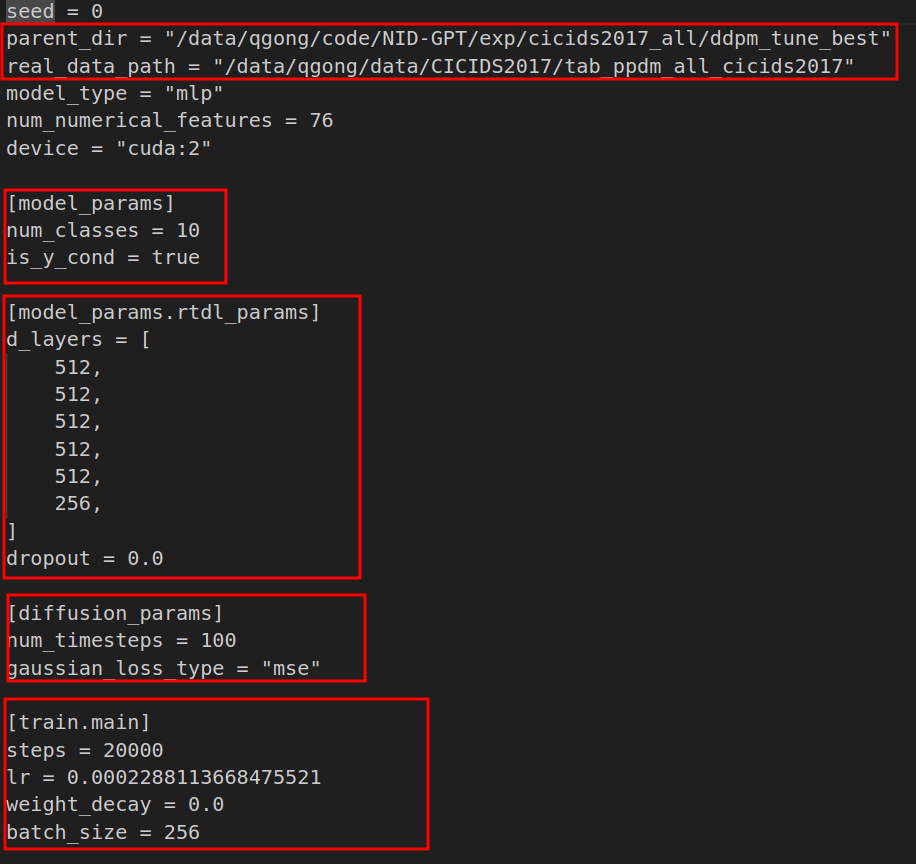 seed = 0
parent_dir = "/data/qgong/code/NID-GPT/exp/cicids2017_all/ddpm_tune_best"
real_data_path = "/data/qgong/data/CICIDS2017/tab_ppdm_all_cicids2017"
model_type = "mlp"
num_numerical_features = 76
device = "cuda:2"
[model_params]
num_classes = 10
is_y_cond = true
[model_params.rtdl_params]
d_layers = [
512,
512,
512,
512,
512,
256,
]
dropout = 0.0
[diffusion_params]
num_timesteps = 100
gaussian_loss_type = "mse"
[train.main]
steps = 20000
lr = 0.0002288113668475521
weight_decay = 0.0
batch_size = 256